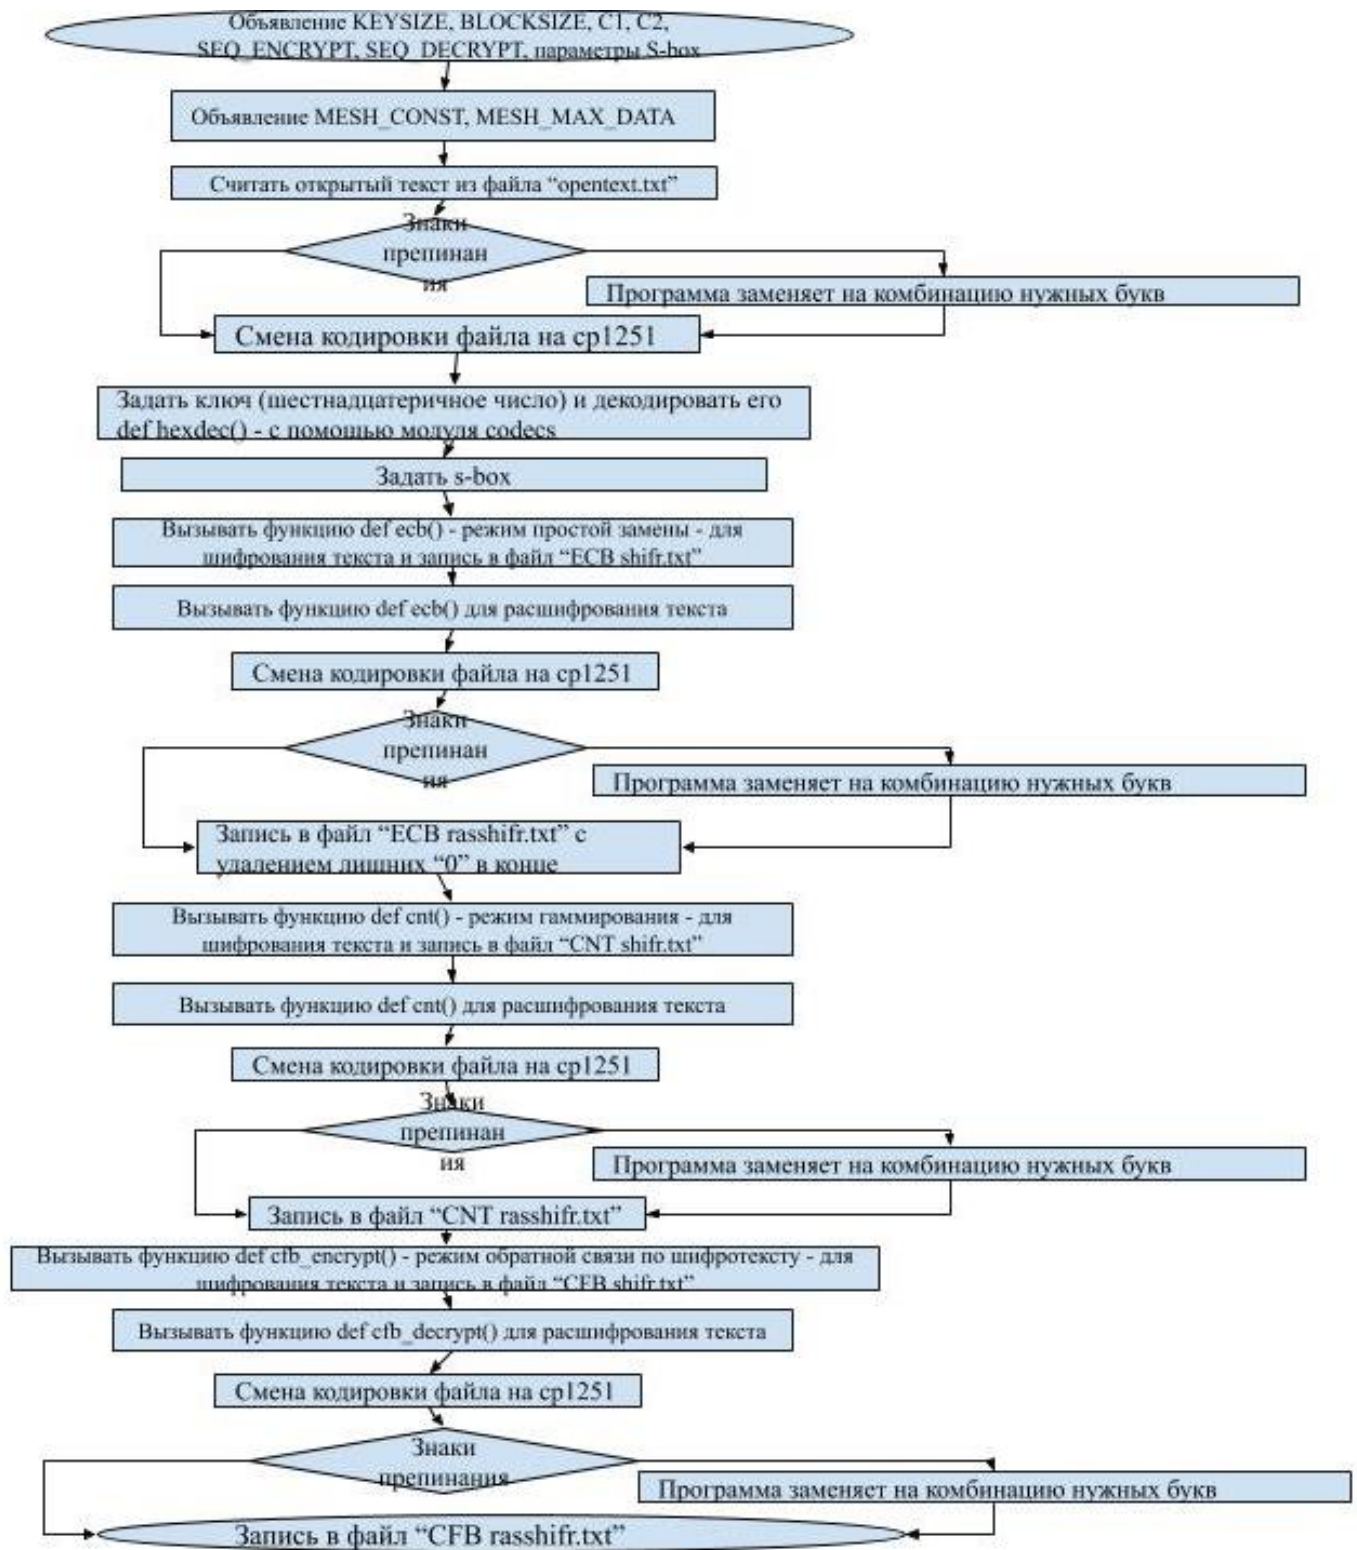 Объявление KEYSIZE, BLOCKSIZE, C1, C2,
SEQ_ENCRYPT, SEQ_DECRYPT, параметры S-box
Объявление MESH_CONST, MESH_MAX_DATA
Считать открытый текст из файла “opentext.txt”
Знаки
препинан
ия
Программа заменяет на комбинацию нужных букв
Смена кодировки файла на cp1251
Задать ключ (шестнадцатеричное число) и декодировать его
def hexdec() - с помощью модуля codecs
Задать s-box
Вызывать функцию def ecb() - режим простой замены - для
шифрования текста и запись в файл “ECB shifr.txt”
Вызывать функцию def ecb() для расшифрования текста
Смена кодировки файла на cp1251
Знаки
препинан
ия
Программа заменяет на комбинацию нужных букв
Запись в файл “ECB rasshifr.txt” с
удалением лишних “0” в конце
Вызывать функцию def cnt() - режим гаммирования - для
шифрования текста и запись в файл “CNT shifr.txt”
Вызывать функцию def cnt() для расшифрования текста
Смена кодировки файла на cp1251
Знаки
препинан
ия
Программа заменяет на комбинацию нужных букв
Запись в файл “CNT rasshifr.txt”
Вызывать функцию def cfb_encrypt() - режим обратной связи по шифротексту - для
шифрования текста и запись в файл “CFB shifr.txt”
Вызывать функцию def cfb_decrypt() для расшифрования текста
Смена кодировки файла на cp1251
Знаки
препинания
Программа заменяет на комбинацию нужных букв
Запись в файл “CFB rasshifr.txt”